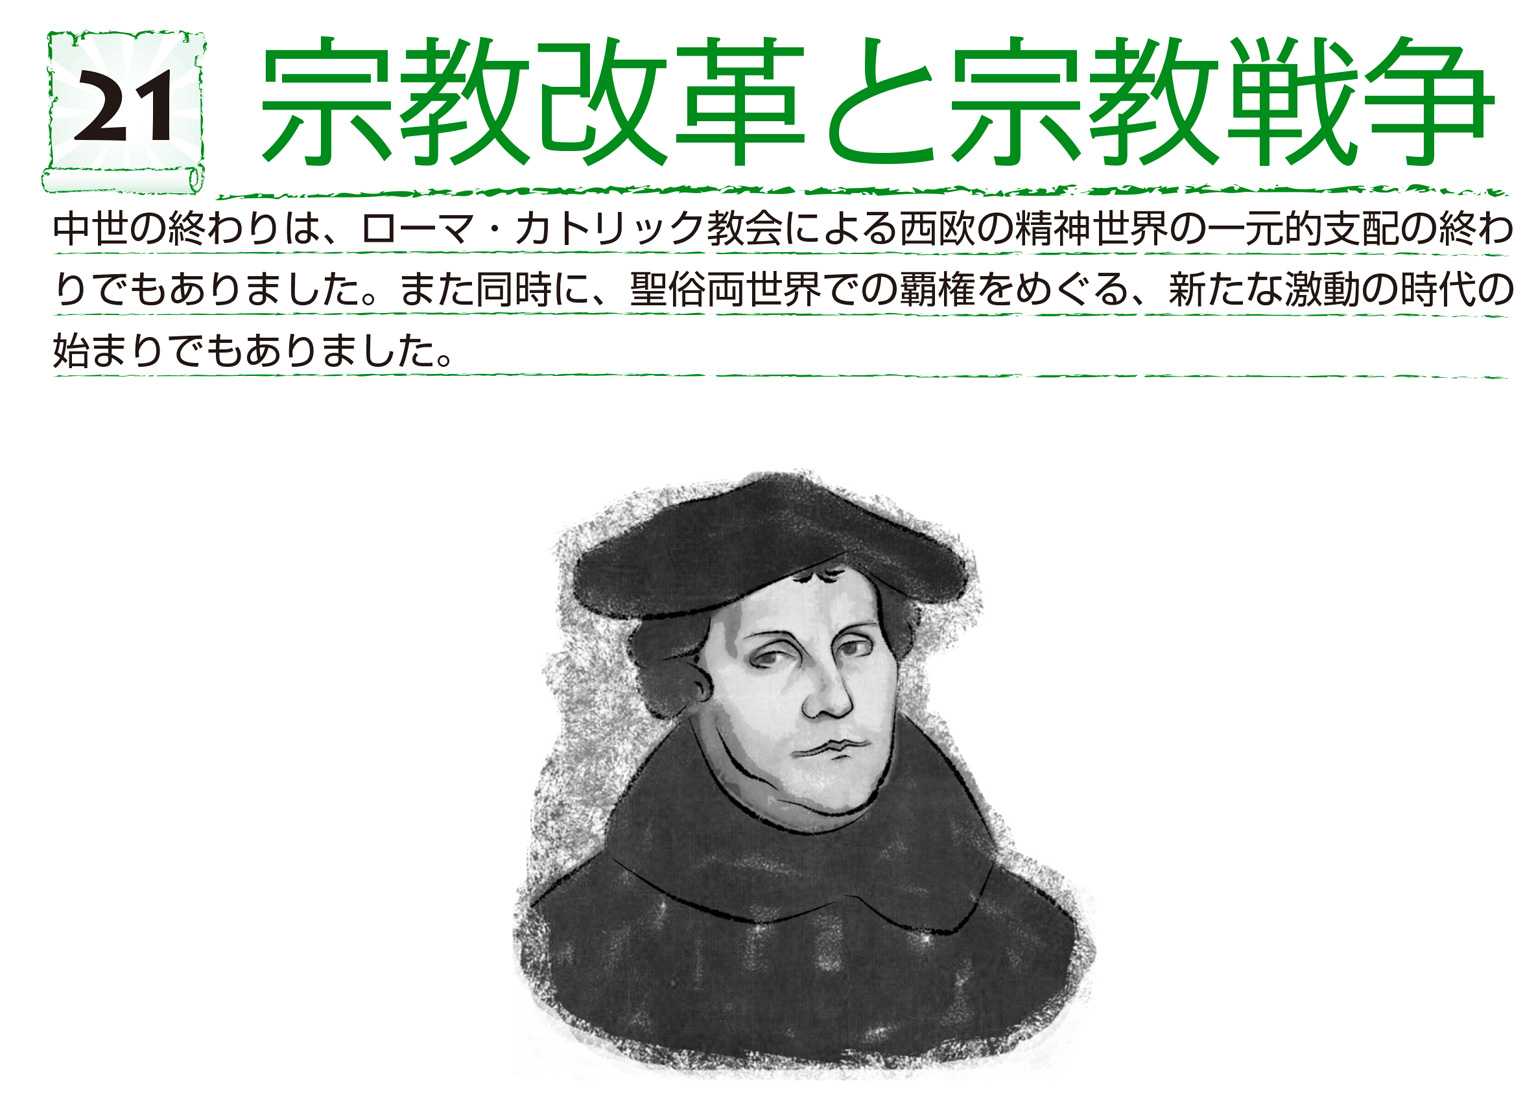 21 宗教改革と宗教戦争
中世の終わりは、ローマ・カトリック教会による西欧の精神世界の一元的支配の終わ
りでもありました。また同時に、聖俗両世界での覇権をめぐる、新たな激動の時代の
始まりでもありました。